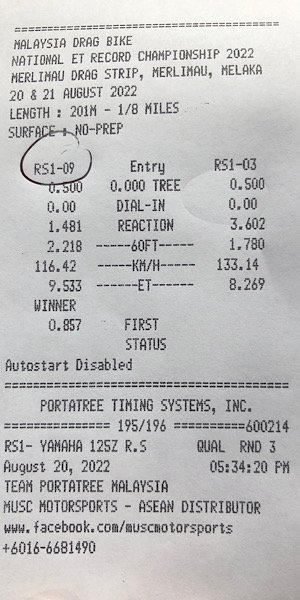 ================================
MALAYSIA DRAG BIKE
NATIONAL ET RECORD CHAMPIONSHIP 2022
MERLIMAU DRAG STRIP, MERLIMAU, MELAKA
20 & 21 AUGUST 2022
LENGTH : 201M - 1/8 MILES
SURFACE : NO-PREP
RS1-09 Entry RS1-03
0.500 0.000 TREE 0.500
0.00 DIAL-IN 0.00
1.481 REACTION 3.602
2.218 -----60FT----- 1.780
116.42 -----KM/H----- 133.14
9.533 ------ET------ 8.269
WINNER
0.857 FIRST
STATUS
Autostart Disabled
========================================
PORTATREE TIMING SYSTEMS, INC.
=============== 195/196 ==========600214
RS1- YAMAHA 125Z R.S QUAL RND 3
August 20, 2022 05:34:20 PM
TEAM PORTATREE MALAYSIA
MUSC MOTORSPORTS - ASEAN DISTRIBUTOR
www.facebook.com/muscmotorsports
+6016-6681490